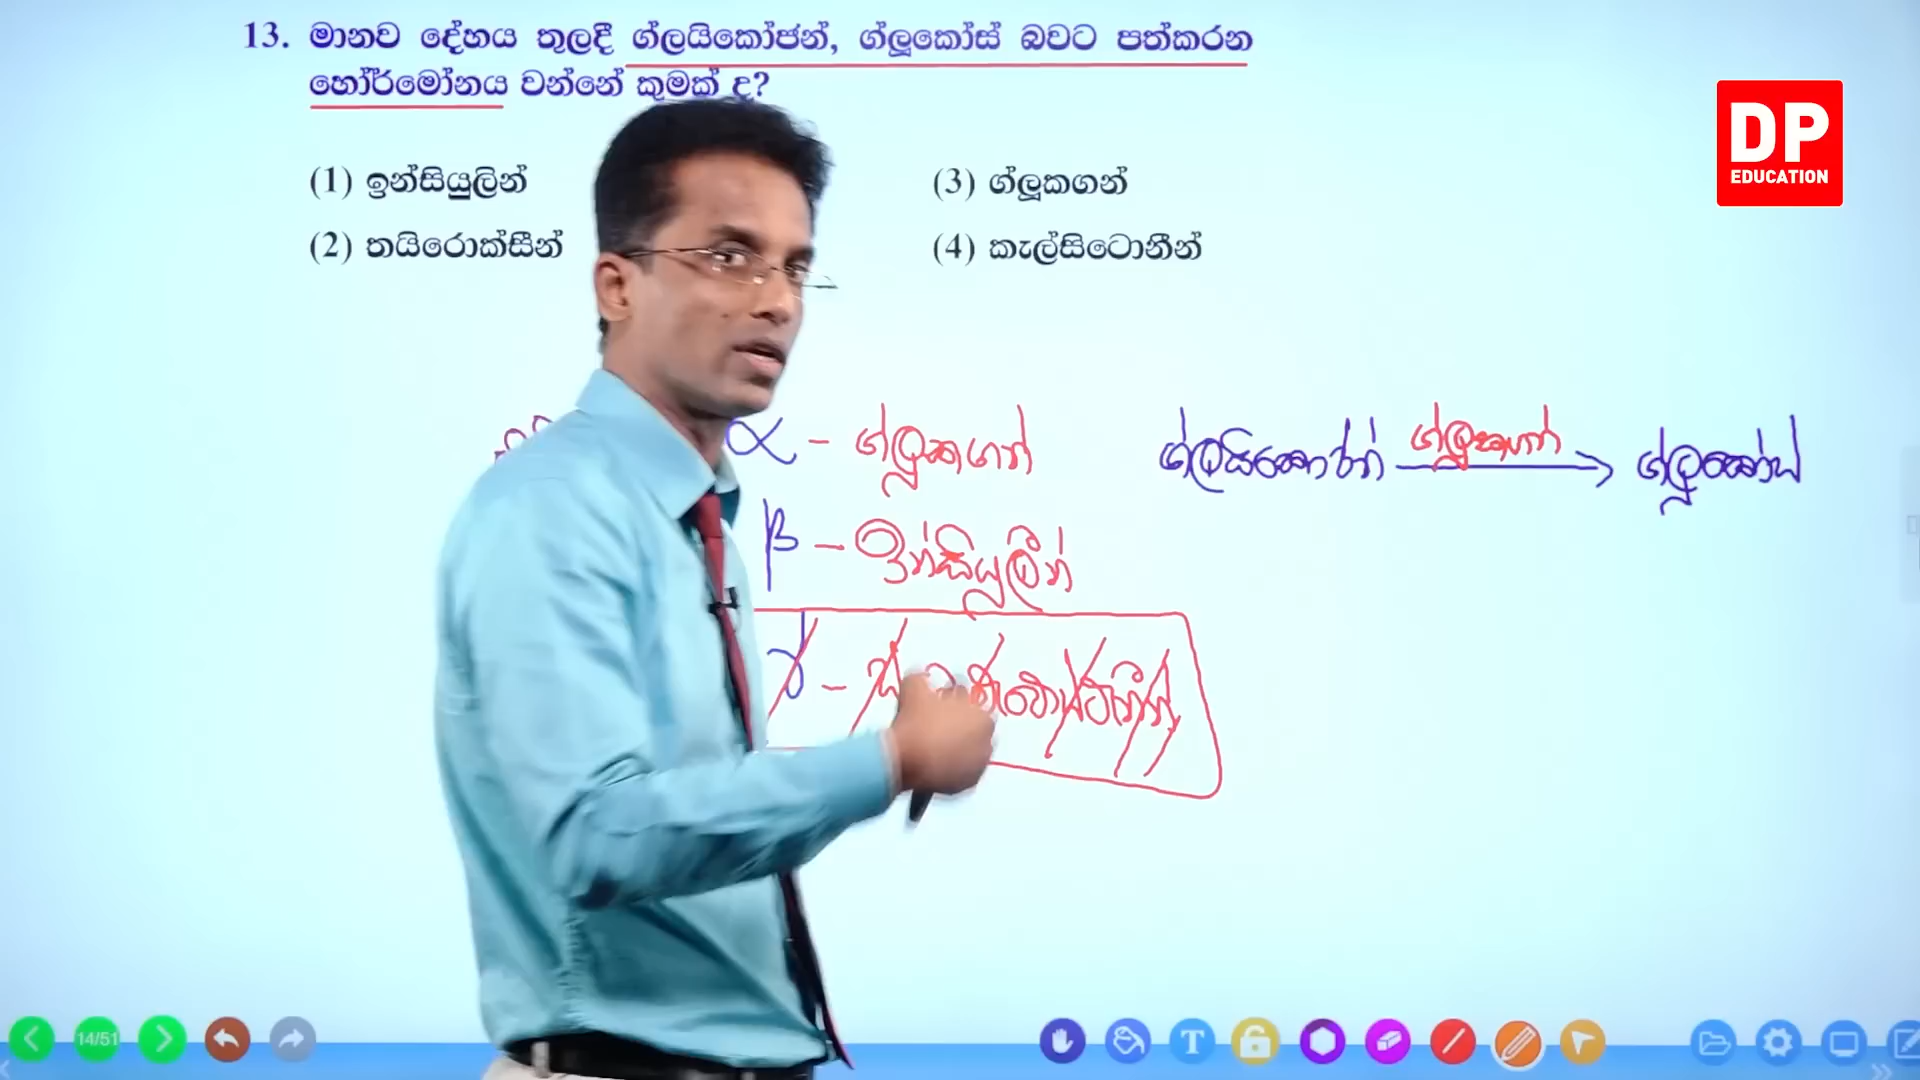 13. මානව දේහය තුලදී ග්ලයිකෝජන්, ග්ලූකෝස් බවට පත්කරන
හෝර්මෝනය වන්නේ කුමක් ද?
(1) ඉන්සියුලින්
(3) ග්ලූකගන්
(2) තයිරොක්සීන්
(4) කැල්සිටොනීන්
DP
EDUCATION
α - ග්ලූකගන්
ග්ලයිකොජන් ග්ලූකගන් → ග්ලූකෝස්
β - ඉන්සියුලීන්
14/51
T